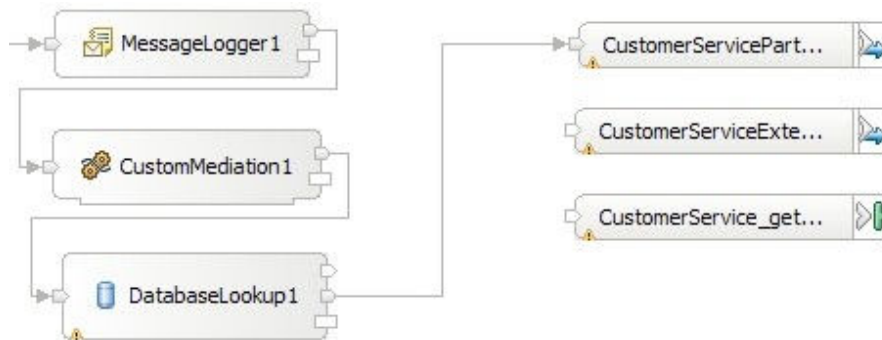 MessageLogger1
CustomerServicePart...
CustomMediation1
CustomerServiceExte...
CustomerService_get...
DatabaseLookup1